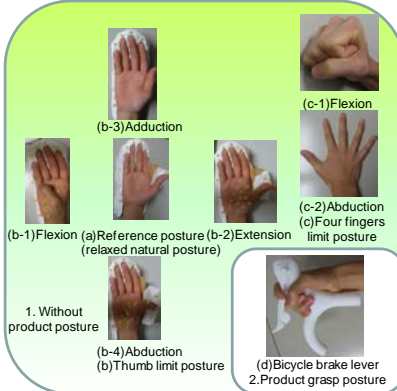 (b-3)Adduction
(c-1)Flexion
(b-1)Flexion
(a)Reference posture
(relaxed natural posture)
(b-2)Extension
(c-2)Abduction
(c)Four fingers
limit posture
1. Without
product posture
(b-4)Abduction
(b)Thumb limit posture
(d)Bicycle brake lever
2.Product grasp posture